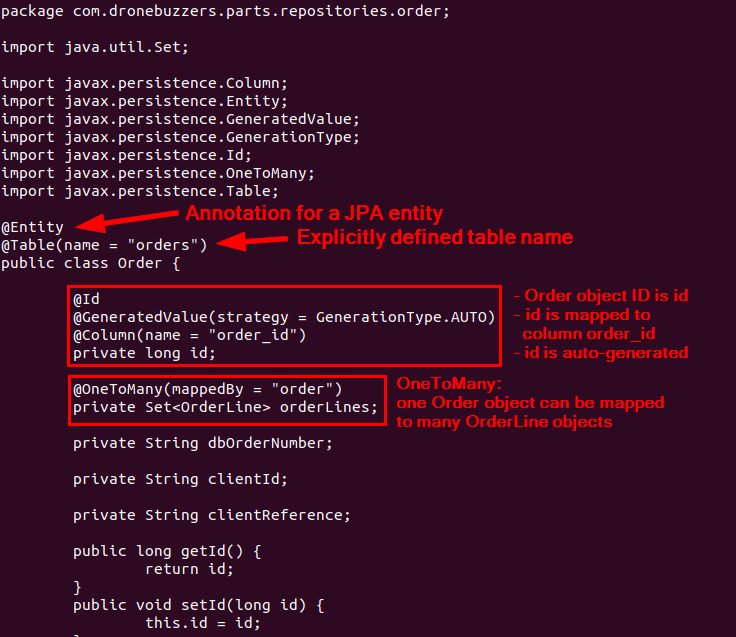 package com.dronebuzzers.parts.repositories.order;
import java.util.Set;
import javax.persistence.Column;
import javax.persistence.Entity;
import javax.persistence.GeneratedValue;
import javax.persistence.GenerationType;
import javax.persistence.Id;
import javax.persistence.OneToMany;
import javax.persistence.Table;
Annotation for a JPA entity
@Entity
@Table(name = "orders")
Explicitly defined table name
public class Order {
@Id
@GeneratedValue(strategy = GenerationType.AUTO)
@Column(name = "order_id")
private long id;
- Order object ID is id
- id is mapped to
column order_id
- id is auto-generated
@OneToMany(mappedBy = "order")
private Set<OrderLine> orderLines;
OneToMany:
one Order object can be mapped
to many OrderLine objects
private String dbOrderNumber;
private String clientId;
private String clientReference;
public long getId() {
return id;
}
public void setId(long id) {
this.id = id;